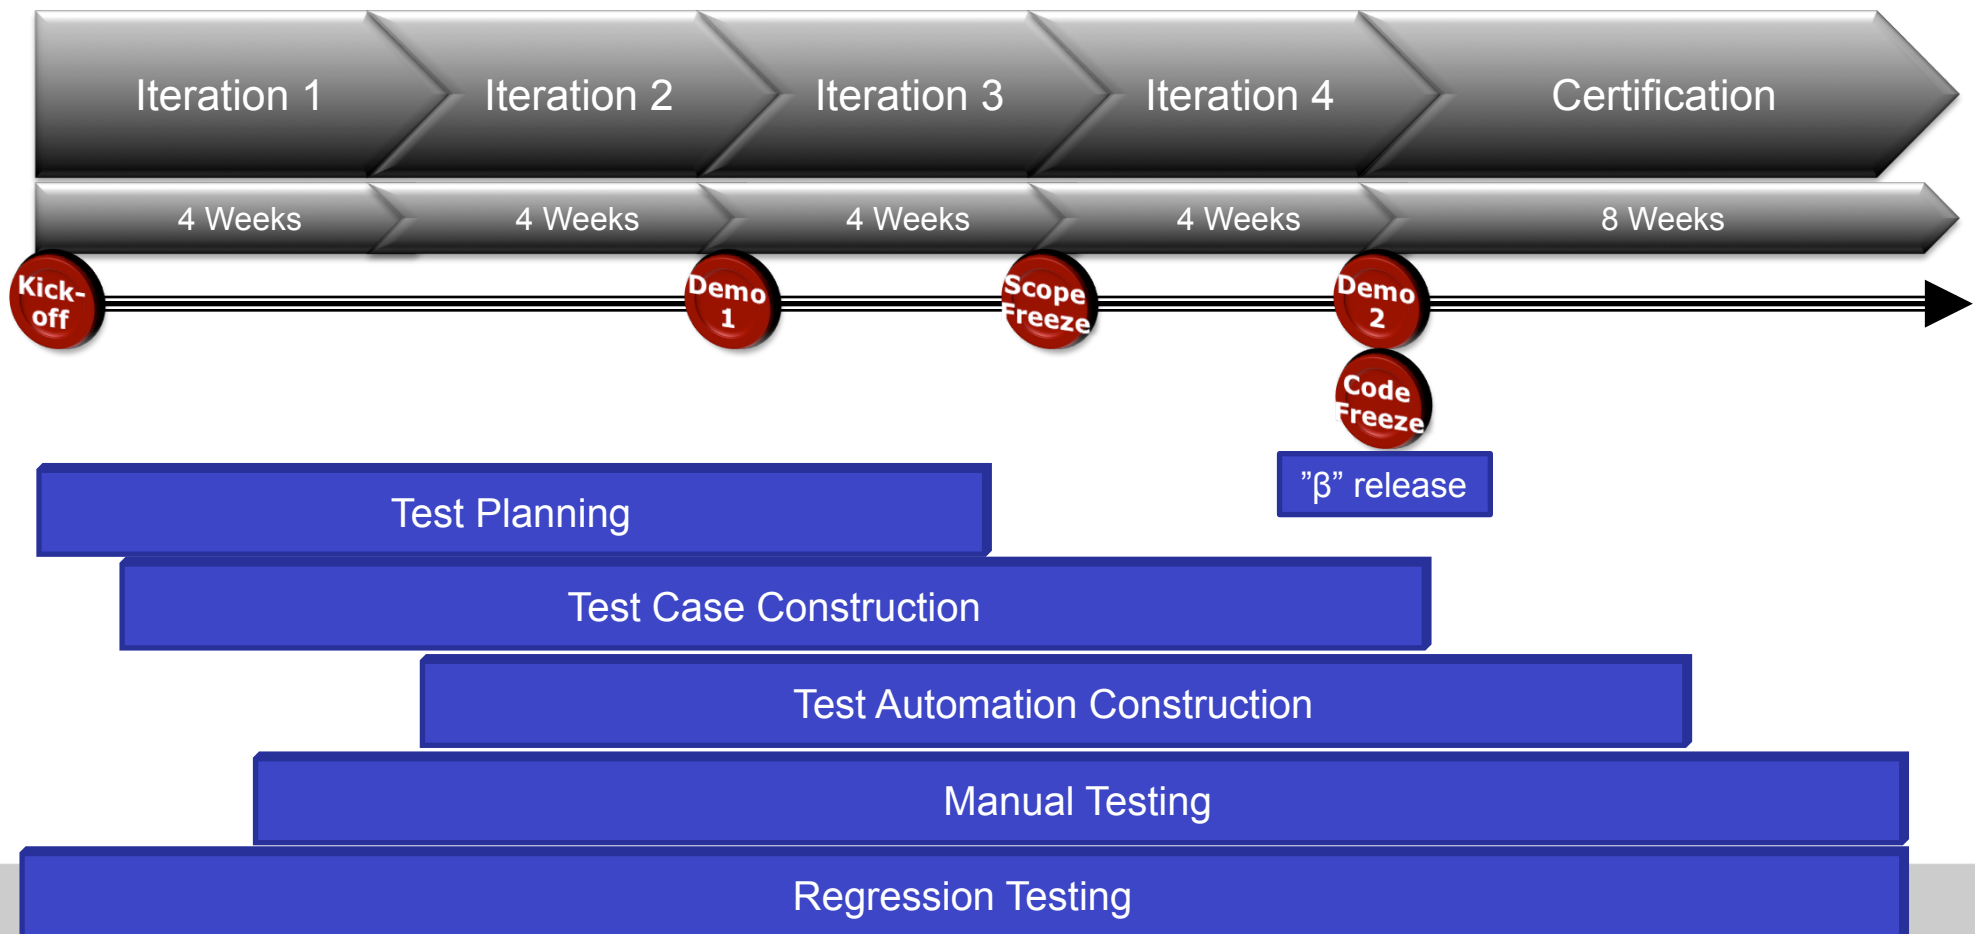 Iteration 1
Iteration 2
Iteration 3
Iteration 4
Certification
4 Weeks
4 Weeks
4 Weeks
4 Weeks
8 Weeks
Kick-
off
Demo
1
Scope
Freeze
Demo
2
Code
Freeze
”β” release
Test Planning
Test Case Construction
Test Automation Construction
Manual Testing
Regression Testing